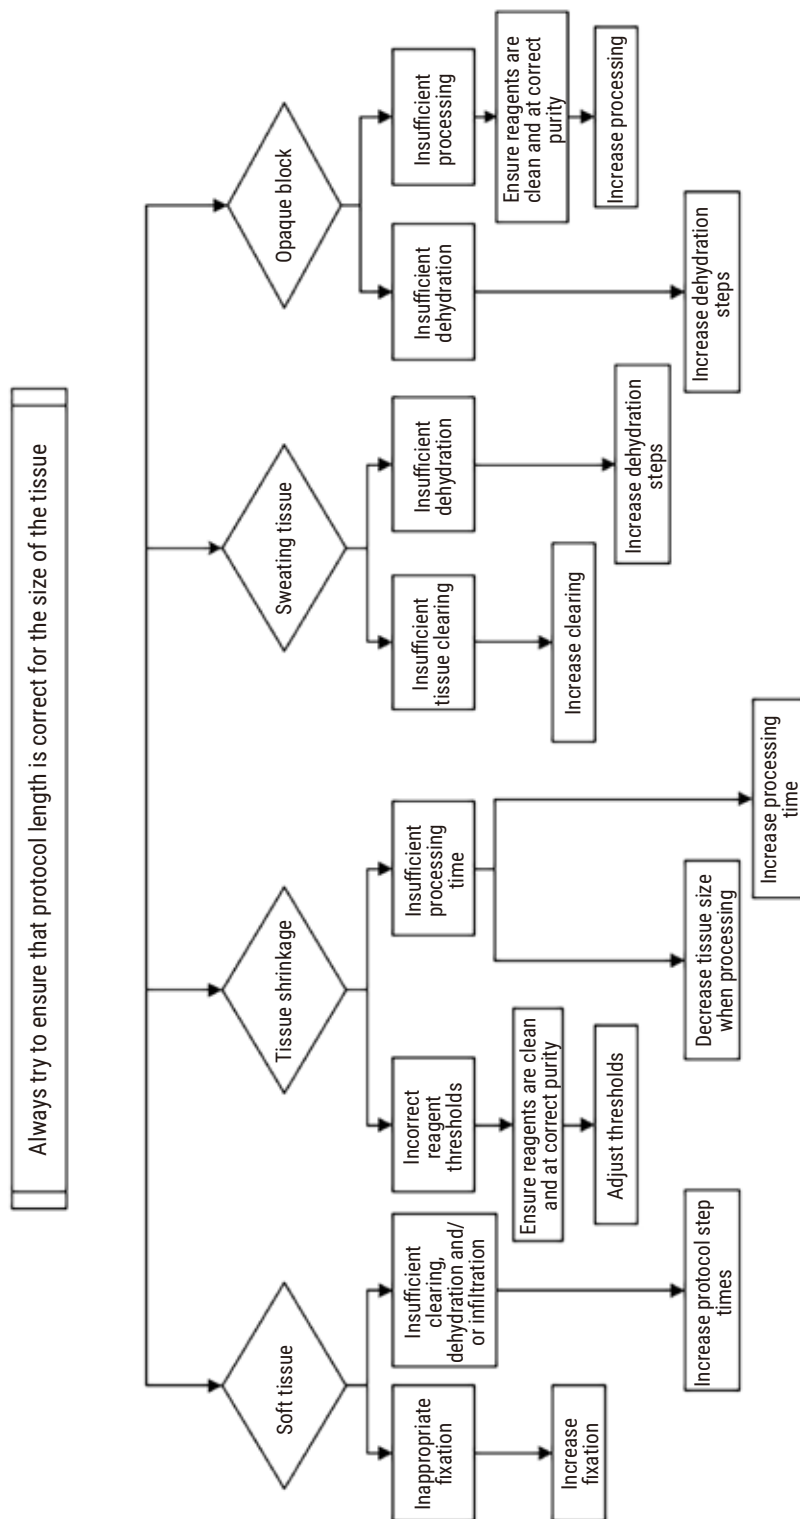 Always try to ensure that protocol length is correct for the size of the tissue
Soft tissue
Inappropriate
fixation
Increase
fixation
Insufficient
clearing,
dehydration and/
or infiltration
Increase protocol step
times
Tissue shrinkage
Incorrect
reagent
thresholds
Ensure reagents are clean
and at correct purity
Adjust thresholds
Insufficient
processing
time
Decrease tissue size
when processing
Increase processing
time
Sweating tissue
Insufficient
tissue clearing
Increase clearing
Insufficient
dehydration
Increase dehydration
steps
Opaque block
Insufficient
dehydration
Increase dehydration
steps
Insufficient
processing
Ensure reagents are
clean and at correct
purity
Increase processing